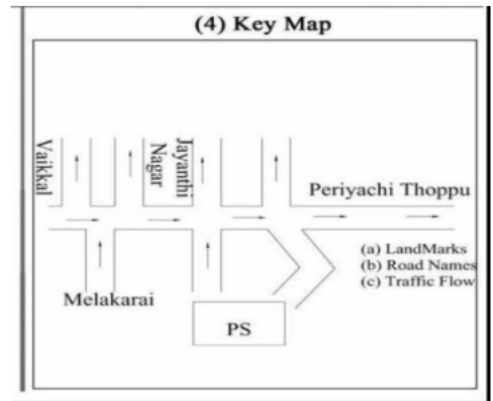 (4) Key Map
Vaikkal
Jayanthi
Nagar
Periyachi Thoppu
(a) LandMarks
(b) Road Names
(c) Traffic Flow
Melakarai
PS